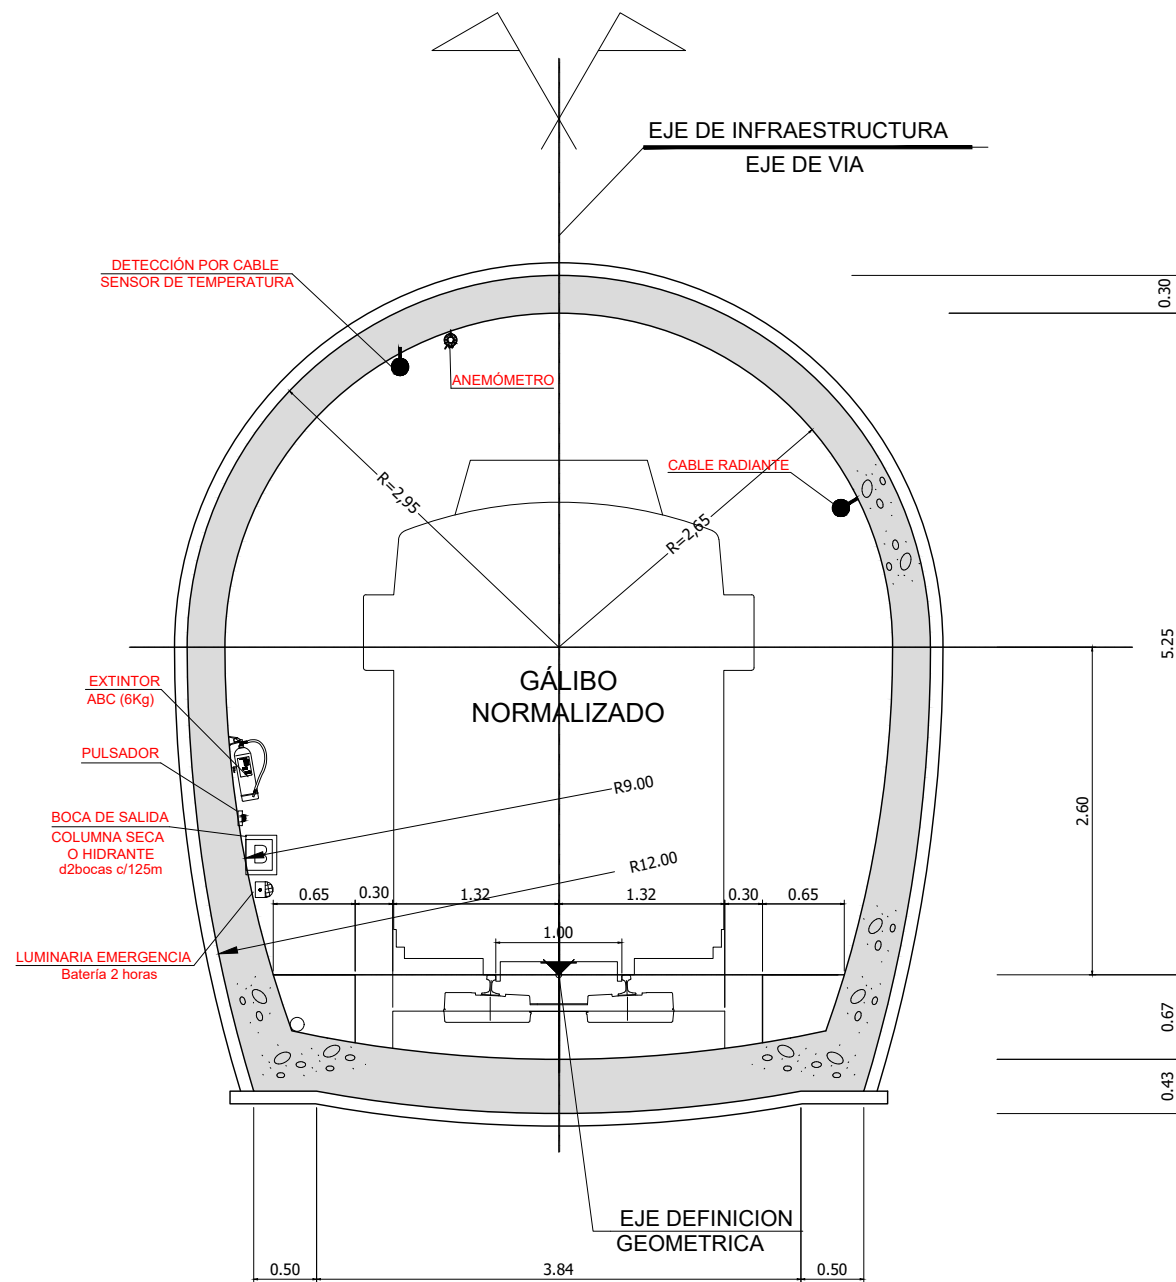 EJE DE INFRAESTRUCTURA
EJE DE VIA
DETECCIÓN POR CABLE
SENSOR DE TEMPERATURA
0.30
ANEMÓMETRO
CABLE RADIANTE
R=2,95
R=2,65
5.25
GÁLIBO
NORMALIZADO
EXTINTOR
ABC (6Kg)
PULSADOR
R9.00
2.60
BOCA DE SALIDA
COLUMNA SECA
O HIDRANTE
d2bocas c/125m
B
R12.00
0.65 0.30 1.32 1.32 0.30 0.65
1.00
LUMINARIA EMERGENCIA
Batería 2 horas
0.67
0.43
EJE DEFINICION
GEOMETRICA
0.50 3.84 0.50